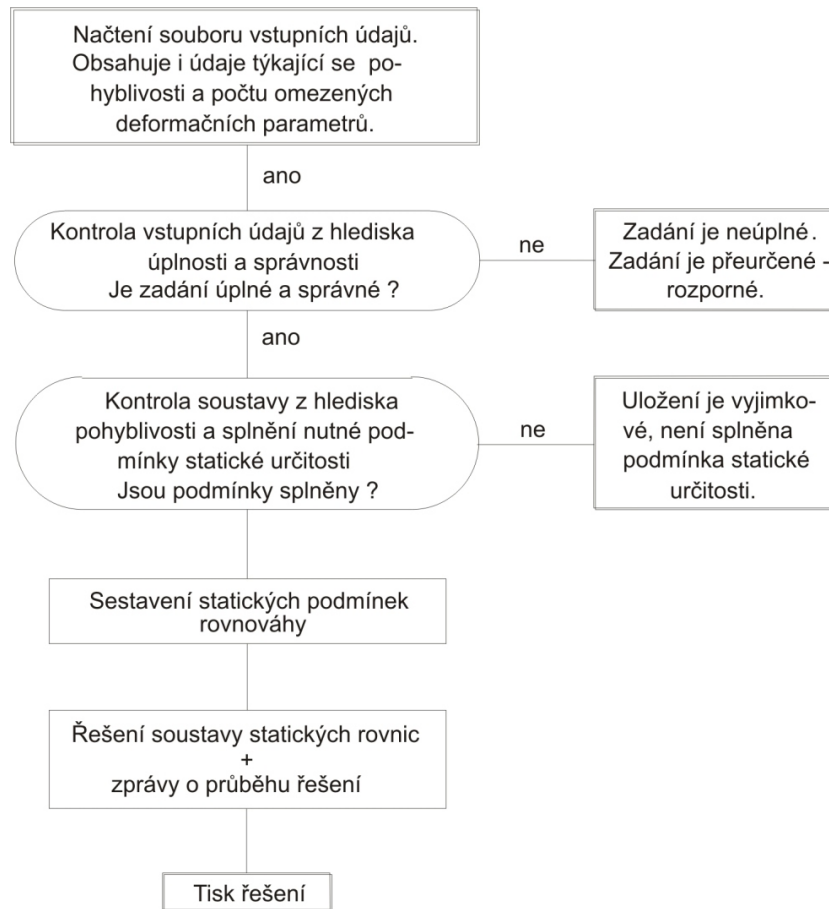 Načtení souboru vstupních údajů.
Obsahuje i údaje týkající se po-
hyblivosti a počtu omezených
deformačních parametrů.
ano
Kontrola vstupních údajů z hlediska
úplnosti a správnosti
Je zadání úplné a správné ?
ne
Zadání je neúplné.
Zadání je přeurčené -
rozporné.
ano
Kontrola soustavy z hlediska
pohyblivosti a splnění nutné pod-
mínky statické určitosti
Jsou podmínky splněny ?
ne
Uložení je vyjimko-
vé, není splněna
podmínka statické
určitosti.
Sestavení statických podmínek
rovnováhy
Řešení soustavy statických rovnic
+
zprávy o průběhu řešení
Tisk řešení